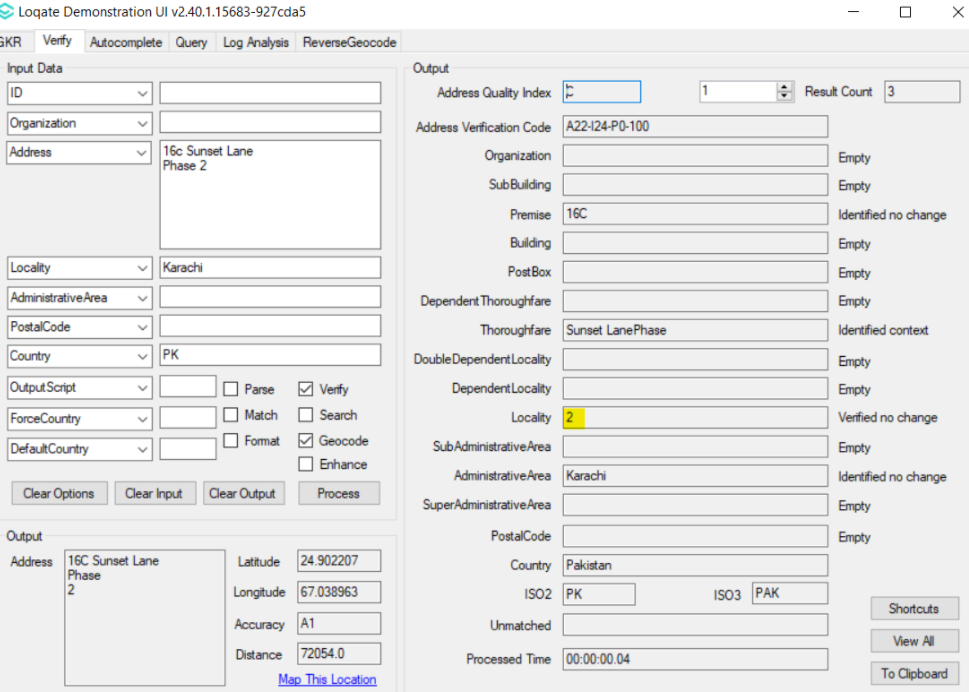 Loqate Demonstration UI v2.40.1.15683-927cda5
GKR Verify Autocomplete Query Log Analysis ReverseGeocode
Input Data
ID
Organization
Address 16c Sunset Lane
Phase 2
Locality Karachi
AdministrativeArea
PostalCode
Country PK
OutputScript Parse Verify
ForceCountry Match Search
DefaultCountry Format Geocode
Enhance
Clear Options Clear Input Clear Output Process
Output
Address 16C Sunset Lane
Phase
2
Latitude 24.902207
Longitude 67.038963
Accuracy A1
Distance 72054.0
Map This Location
Output
Address Quality Index 1 Result Count 3
Address Verification Code A22-I24-P0-100
Organization Empty
SubBuilding Empty
Premise 16C Identified no change
Building Empty
PostBox Empty
DependentThoroughfare Empty
Thoroughfare Sunset LanePhase Identified context
DoubleDependentLocality Empty
DependentLocality Empty
Locality 2 Verified no change
SubAdministrativeArea Empty
AdministrativeArea Karachi Identified no change
SuperAdministrativeArea Empty
PostalCode Empty
Country Pakistan
ISO2 PK ISO3 PAK
Unmatched
Processed Time 00:00:00.04
Shortcuts
View All
To Clipboard